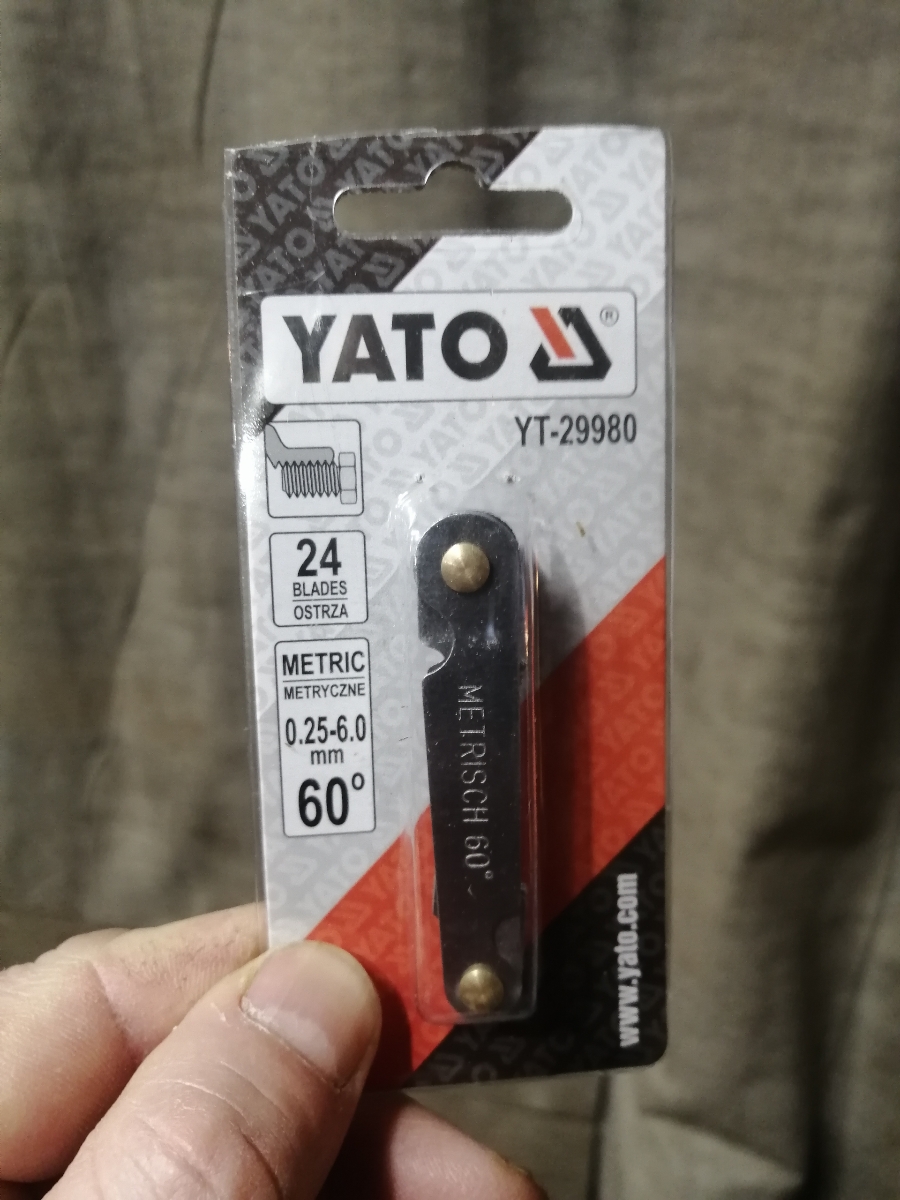 YATO ®
YT-29980
24
BLADES
OSTRZA
METRIC
METRYCZNE
0.25-6.0
mm
60°
METRISCH 60°
www.yato.com